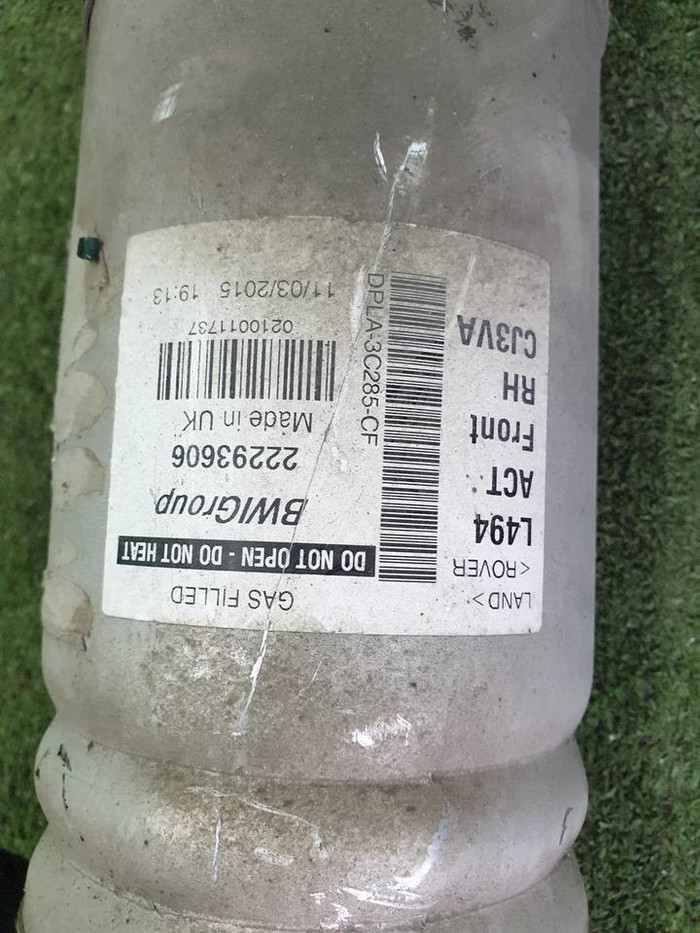 LAND>
<ROVER
L494
ACT
Front
RH
CJ3VA
DPLA-3C285-CF
GAS FILLED
DO NOT OPEN - DO NOT HEAT
BWIGroup
22293606
Made in UK
0210011737
11/03/2015 19:13